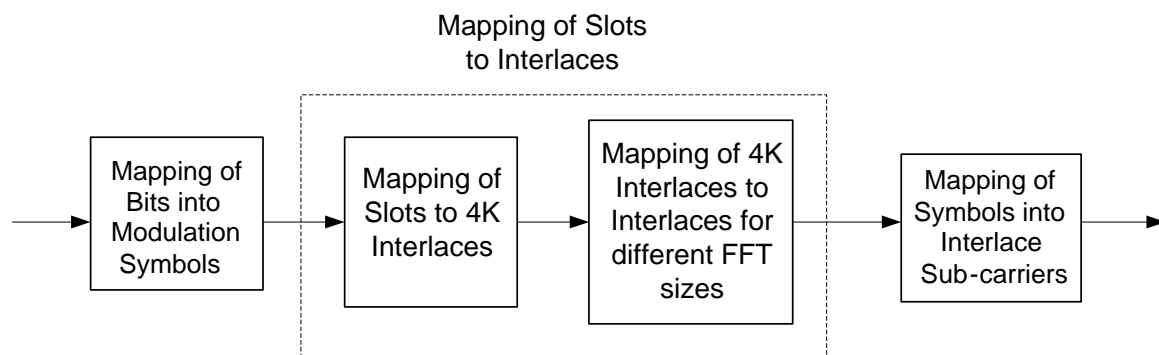 Mapping of Slots
to Interlaces
Mapping of
Bits into
Modulation
Symbols
Mapping of
Slots to 4K
Interlaces
Mapping of 4K
Interlaces to
Interlaces for
different FFT
sizes
Mapping of
Symbols into
Interlace
Sub-carriers